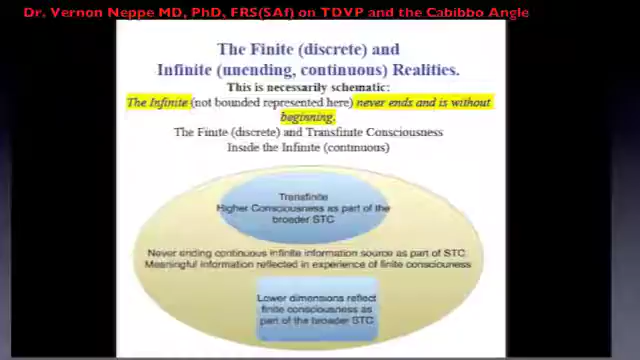 Dr. Vernon Neppe MD, PhD, FRS(SAf) on TDVP and the Cabibbo Angle
The Finite (discrete) and
Infinite (unending, continuous) Realities.
This is necessarily schematic:
The Infinite (not bounded represented here) never ends and is without
beginning.
The Finite (discrete) and Transfinite Consciousness
Inside the Infinite (continuous)
Transfinite
Higher Consciousness as part of the
broader STC
Never ending continuous infinite information source as part of STC
Meaningful information reflected in experience of finite consciousness
Lower dimensions reflect
finite consciousness as
part of the broader STC